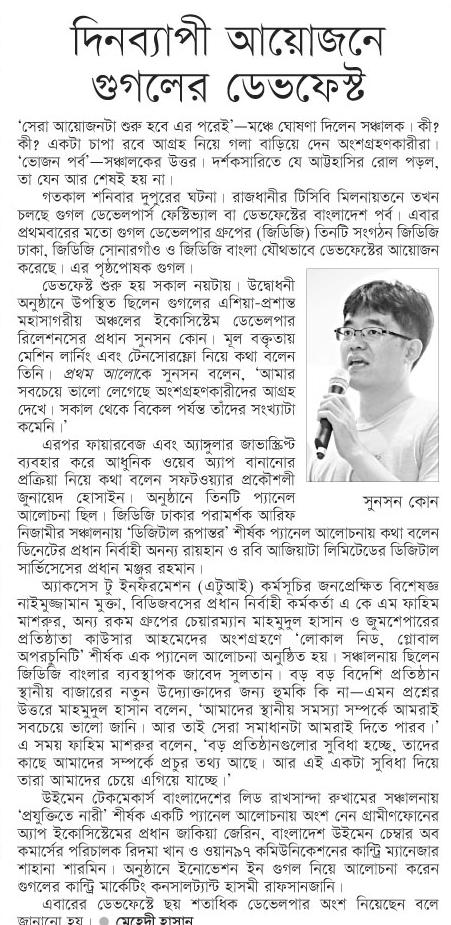 দিনব্যাপী আয়োজনে
গুগলের ডেভফেস্ট
‘সেরা আয়োজনটা শুরু হবে এর পরেই’—মঞ্চে ঘোষণা দিলেন সঞ্চালক। কী?
কী? একটা চাপা রবে আগ্রহ নিয়ে গলা বাড়িয়ে দেন অংশগ্রহণকারীরা।
‘ভোজন পর্ব’—সঞ্চালকের উত্তর। দর্শকসারিতে যে আট্টহাসির রোল পড়ল,
তা যেন আর শেষই হয় না।
গতকাল শনিবার দুপুরের ঘটনা। রাজধানীর টিসিবি মিলনায়তনে তখন
চলছে গুগল ডেভেলপার্স ফেস্টিভ্যাল বা ডেভফেস্টের বাংলাদেশ পর্ব। এবার
প্রথমবারের মতো গুগল ডেভেলপার গ্রুপের (জিডিজি) তিনটি সংগঠন জিডিজি
ঢাকা, জিডিজি সোনারগাঁও ও জিডিজি বাংলা যৌথভাবে ডেভফেস্টের আয়োজন
করেছে। এর পৃষ্ঠপোষক গুগল।
ডেভফেস্ট শুরু হয় সকাল নয়টায়। উদ্বোধনী
অনুষ্ঠানে উপস্থিত ছিলেন গুগলের এশিয়া-প্রশান্ত
মহাসাগরীয় অঞ্চলের ইকোসিস্টেম ডেভেলপার
রিলেশনসের প্রধান সুনসন কোন। মূল বক্তৃতায়
মেশিন লার্নিং এবং টেনসোরফ্লো নিয়ে কথা বলেন
তিনি। প্রথম আলোকে সুনসন বলেন, ‘আমার
সবচেয়ে ভালো লেগেছে অংশগ্রহণকারীদের আগ্রহ
দেখে। সকাল থেকে বিকেল পর্যন্ত তাঁদের সংখ্যাটা
কমেনি।’
এরপর ফায়ারবেজ এবং অ্যাঙ্গুলার জাভাস্ক্রিপ্ট
ব্যবহার করে আধুনিক ওয়েব অ্যাপ বানানোর
প্রক্রিয়া নিয়ে কথা বলেন সফটওয়্যার প্রকৌশলী
জুনায়েদ হোসাইন। অনুষ্ঠানে তিনটি প্যানেল
আলোচনা ছিল। জিডিজি ঢাকার পরামর্শক আরিফ
সুনসন কোন
নিজামীর সঞ্চালনায় ‘ডিজিটাল রূপান্তর’ শীর্ষক প্যানেল আলোচনায় কথা বলেন
ডিনেটের প্রধান নির্বাহী অনন্য রায়হান ও রবি আজিয়াটা লিমিটেডের ডিজিটাল
সার্ভিসেসের প্রধান মঞ্জুর রহমান।
অ্যাকসেস টু ইনফরমেশন (এটুআই) কর্মসূচির জনপ্রেক্ষিত বিশেষজ্ঞ
নাইমুজ্জামান মুক্তা, বিডিজবসের প্রধান নির্বাহী কর্মকর্তা এ কে এম ফাহিম
মাশরুর, অন্য রকম গ্রুপের চেয়ারম্যান মাহমুদুল হাসান ও জুমশেপারের
প্রতিষ্ঠাতা কাউসার আহমেদের অংশগ্রহণে ‘লোকাল নিড, গ্লোবাল
অপরচুনিটি’ শীর্ষক এক প্যানেল আলোচনা অনুষ্ঠিত হয়। সঞ্চালনায় ছিলেন
জিডিজি বাংলার ব্যবস্থাপক জাবেদ সুলতান। বড় বড় বিদেশি প্রতিষ্ঠান
স্থানীয় বাজারের নতুন উদ্যোক্তাদের জন্য হুমকি কি না—এমন প্রশ্নের
উত্তরে মাহমুদুল হাসান বলেন, ‘আমাদের স্থানীয় সমস্যা সম্পর্কে আমরাই
সবচেয়ে ভালো জানি। আর তাই সেরা সমাধানটা আমরাই দিতে পারব।’
এ সময় ফাহিম মাশরুর বলেন, ‘বড় প্রতিষ্ঠানগুলোর সুবিধা হচ্ছে, তাদের
কাছে আমাদের সম্পর্কে প্রচুর তথ্য আছে। আর এই একটা সুবিধা দিয়ে
তারা আমাদের চেয়ে এগিয়ে যাচ্ছে।’
উইমেন টেকমেকার্স বাংলাদেশের লিড রাখসান্দা রুখামের সঞ্চালনায়
‘প্রযুক্তিতে নারী’ শীর্ষক একটি প্যানেল আলোচনায় অংশ নেন গ্রামীণফোনের
অ্যাপ ইকোসিস্টেমের প্রধান জাকিয়া জেরিন, বাংলাদেশ উইমেন চেম্বার অব
কমার্সের পরিচালক রিদমা খান ও ওয়ান৯৭ কমিউনিকেশনের কান্ট্রি ম্যানেজার
শাহানা শারমিন। অনুষ্ঠানে ইনোভেশন ইন গুগল নিয়ে আলোচনা করেন
গুগলের কান্ট্রি মার্কেটিং কনসালট্যান্ট হাসমী রাফসানজানি।
এবারের ডেভফেস্টে ছয় শতাধিক ডেভেলপার অংশ নিয়েছেন বলে
জানানো হয়। ● মেহেদী হাসান